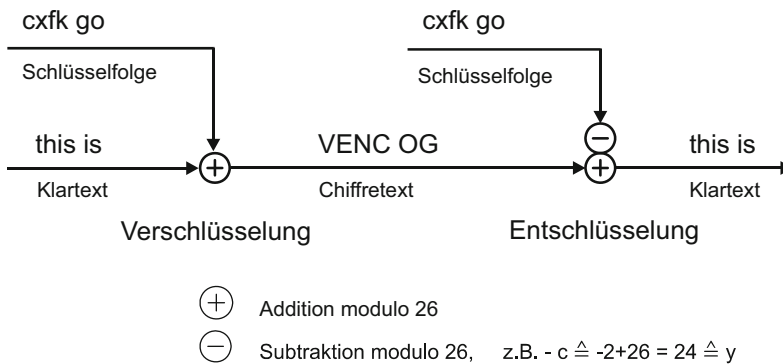 cxfk go
cxfk go
Schlüsselfolge
Schlüsselfolge
this is
VENC OG
this is
Klartext
Chiffretext
Klartext
Verschlüsselung
Entschlüsselung
+ Addition modulo 26
− Subtraktion modulo 26, z.B. - c ≙ -2+26 = 24 ≙ y